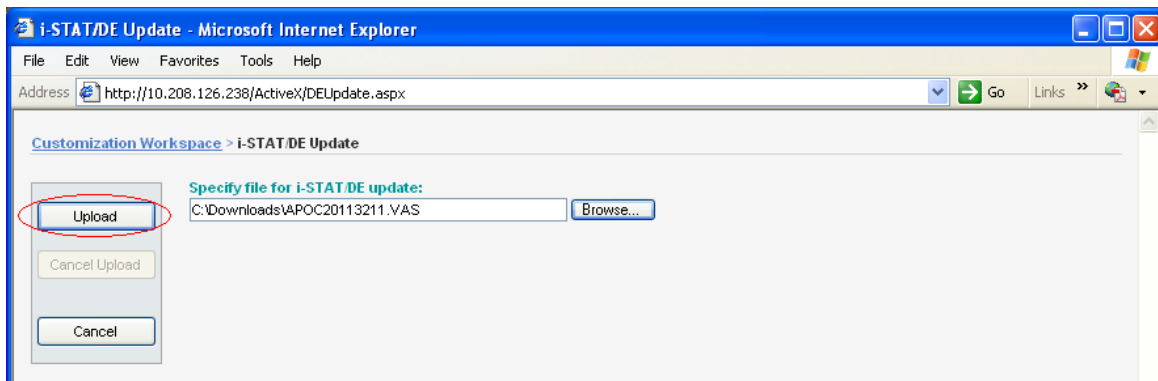 i-STAT/DE Update - Microsoft Internet Explorer
File Edit View Favorites Tools Help
Address http://10.208.126.238/ActiveX/DEUpdate.aspx Go Links »
Customization Workspace > i-STAT/DE Update
Specify file for i-STAT/DE update:
Upload C:\Downloads\APOC20113211.VAS Browse...
Cancel Upload
Cancel